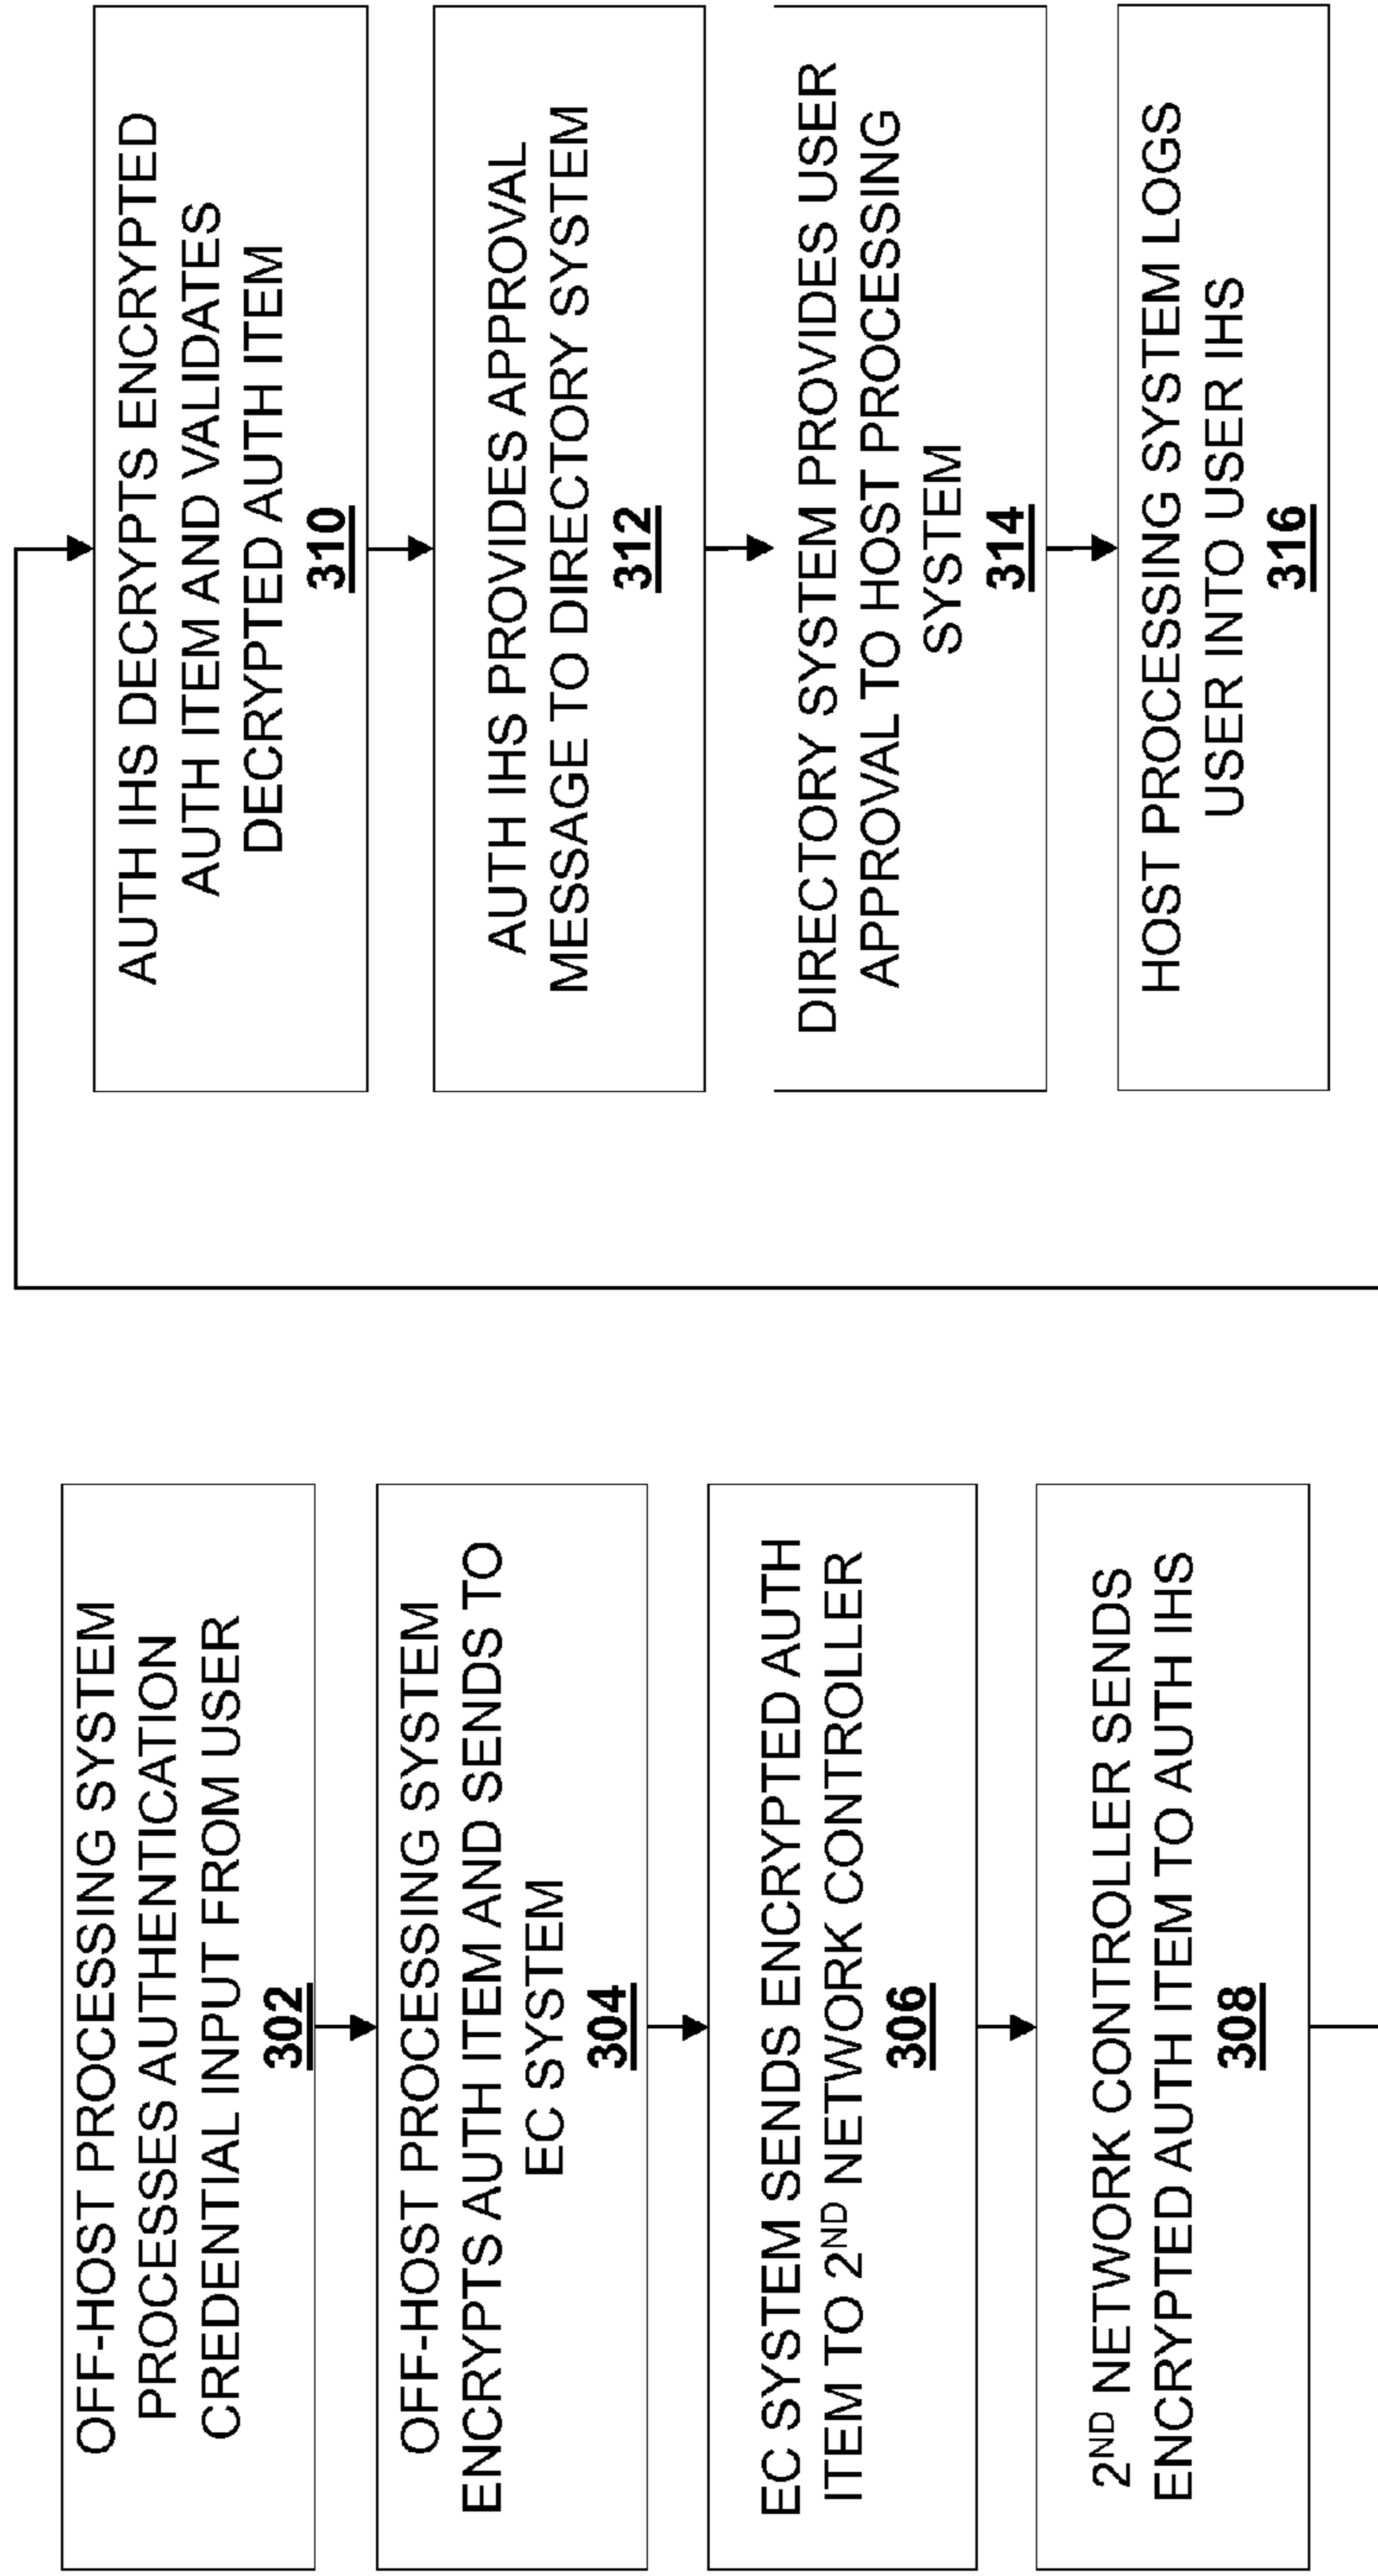 OFF-HOST PROCESSING SYSTEM
PROCESSES AUTHENTICATION
CREDENTIAL INPUT FROM USER
302
OFF-HOST PROCESSING SYSTEM
ENCRYPTS AUTH ITEM AND SENDS TO
EC SYSTEM
304
EC SYSTEM SENDS ENCRYPTED AUTH
ITEM TO 2ND NETWORK CONTROLLER
306
2ND NETWORK CONTROLLER SENDS
ENCRYPTED AUTH ITEM TO AUTH IHS
308
AUTH IHS DECRYPTS ENCRYPTED
AUTH ITEM AND VALIDATES
DECRYPTED AUTH ITEM
310
AUTH IHS PROVIDES APPROVAL
MESSAGE TO DIRECTORY SYSTEM
312
DIRECTORY SYSTEM PROVIDES USER
APPROVAL TO HOST PROCESSING
SYSTEM
314
HOST PROCESSING SYSTEM LOGS
USER INTO USER IHS
316